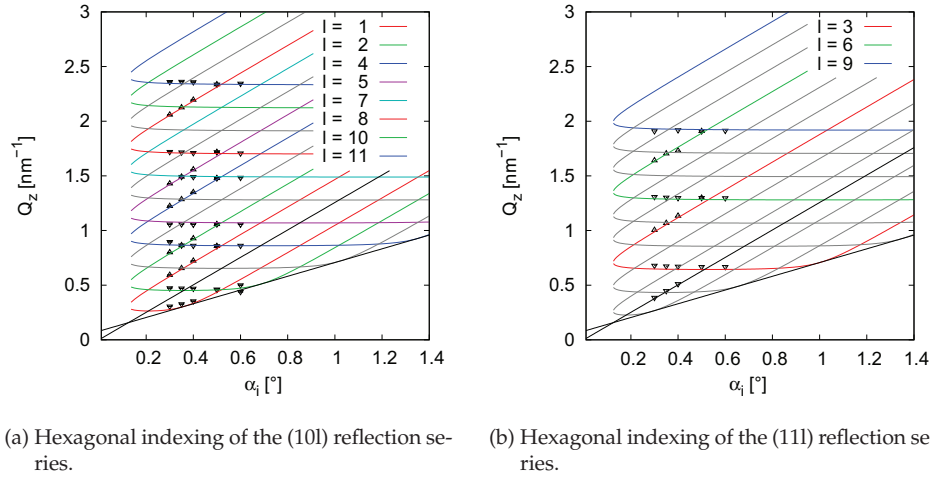 3
2.5
2
1.5
1
0.5
0
0.2 0.4 0.6 0.8 1 1.2 1.4
Qz [nm⁻¹]
αi [°]
l = 1
l = 2
l = 4
l = 5
l = 7
l = 8
l = 10
l = 11
(a) Hexagonal indexing of the (10l) reflection se-
ries.
3
2.5
2
1.5
1
0.5
0
0.2 0.4 0.6 0.8 1 1.2 1.4
Qz [nm⁻¹]
αi [°]
l = 3
l = 6
l = 9
(b) Hexagonal indexing of the (11l) reflection se
ries.